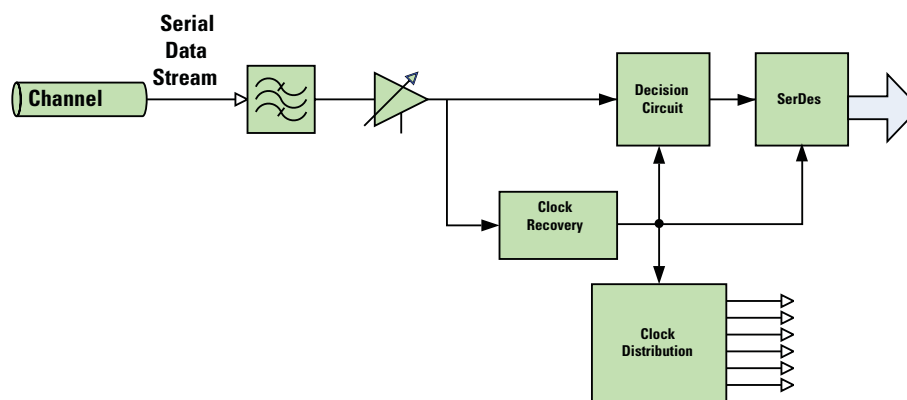 Serial
Data
Stream
Channel
Decision
Circuit
SerDes
Clock
Recovery
Clock
Distribution